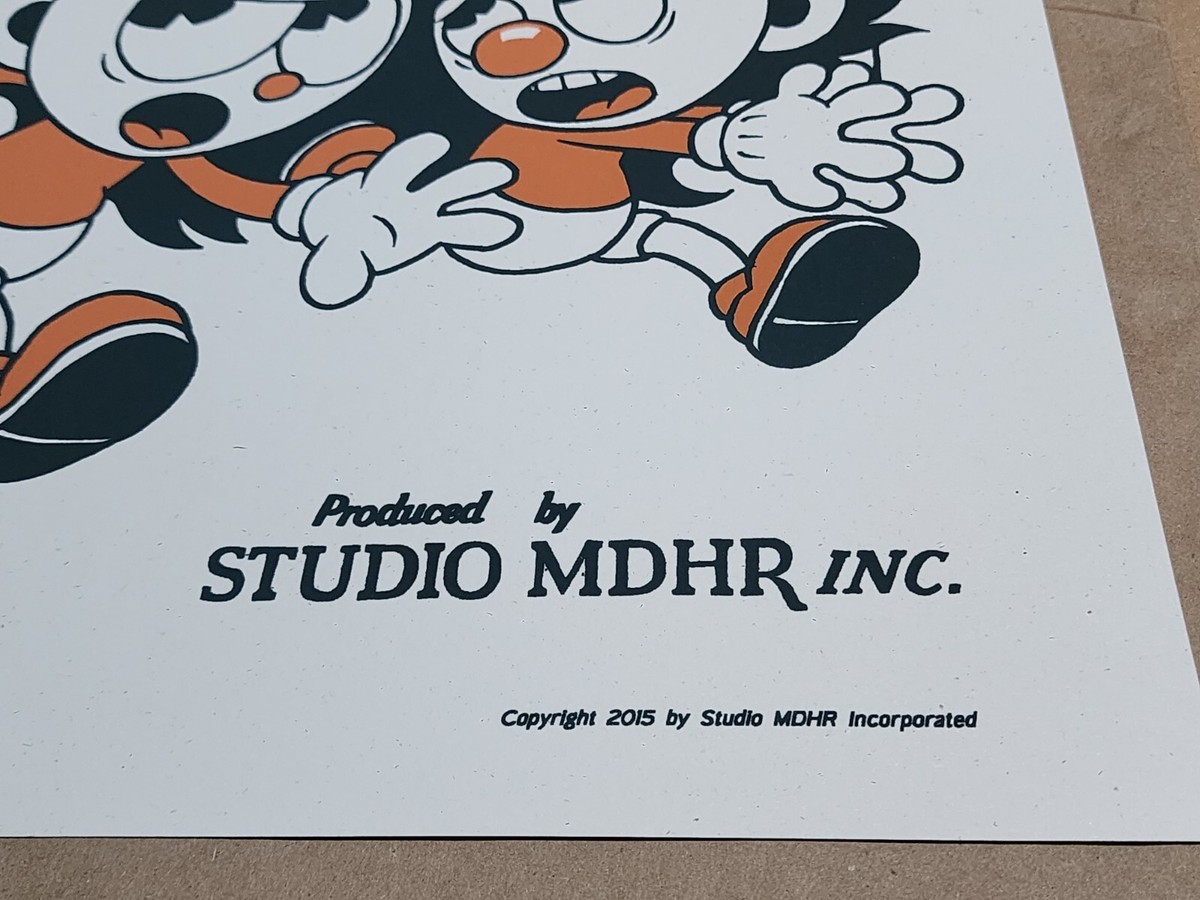 Produced by
STUDIO MDHR INC.
Copyright 2015 by Studio MDHR Incorporated